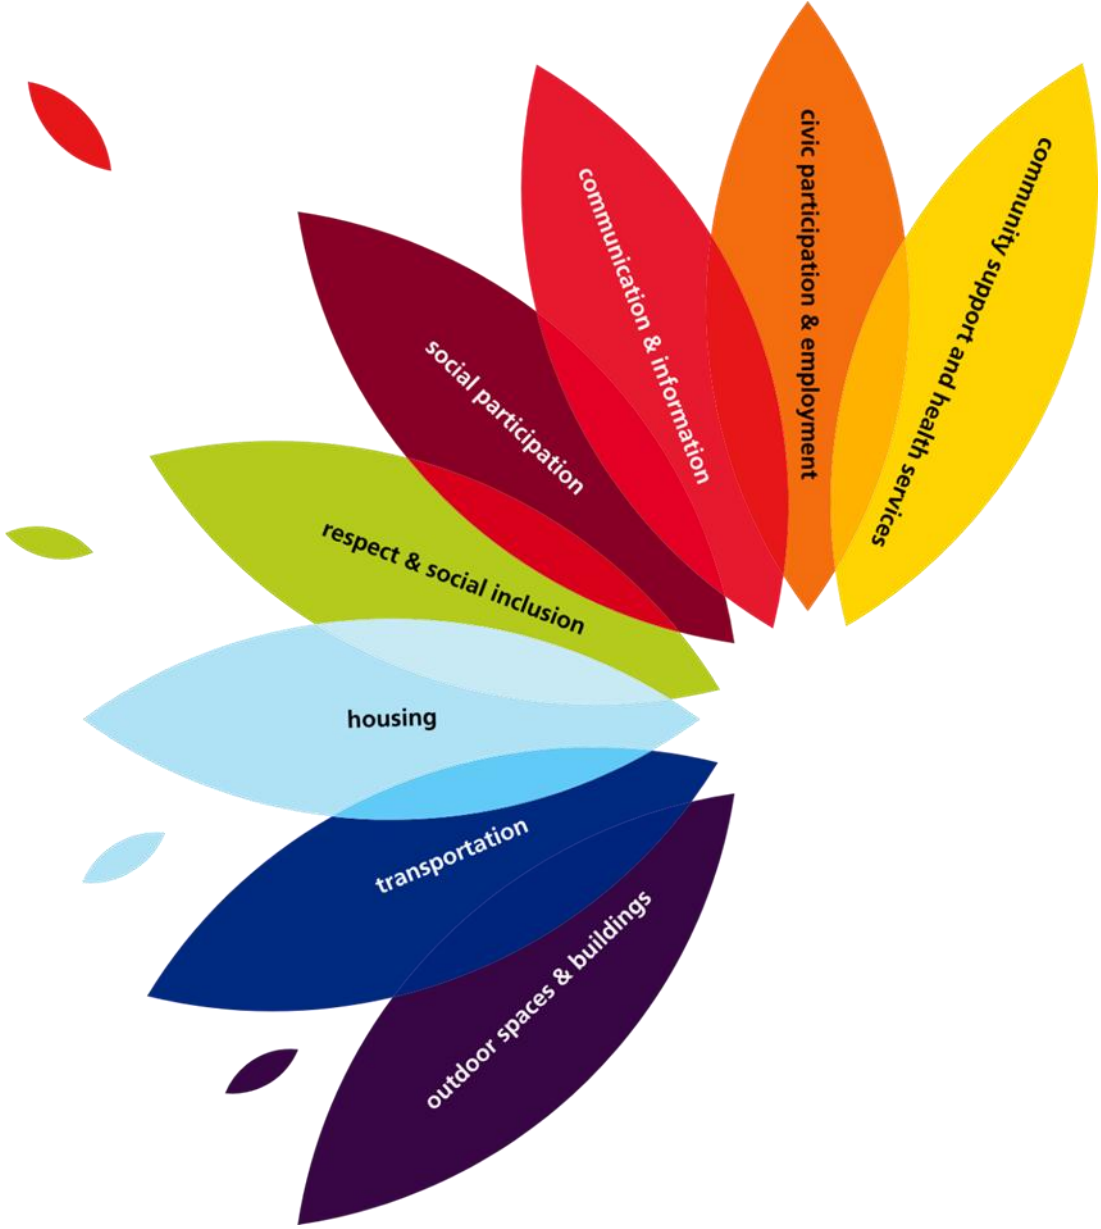 civic participation & employment
communication & information
community support and health services
social participation
respect & social inclusion
housing
transportation
outdoor spaces & buildings